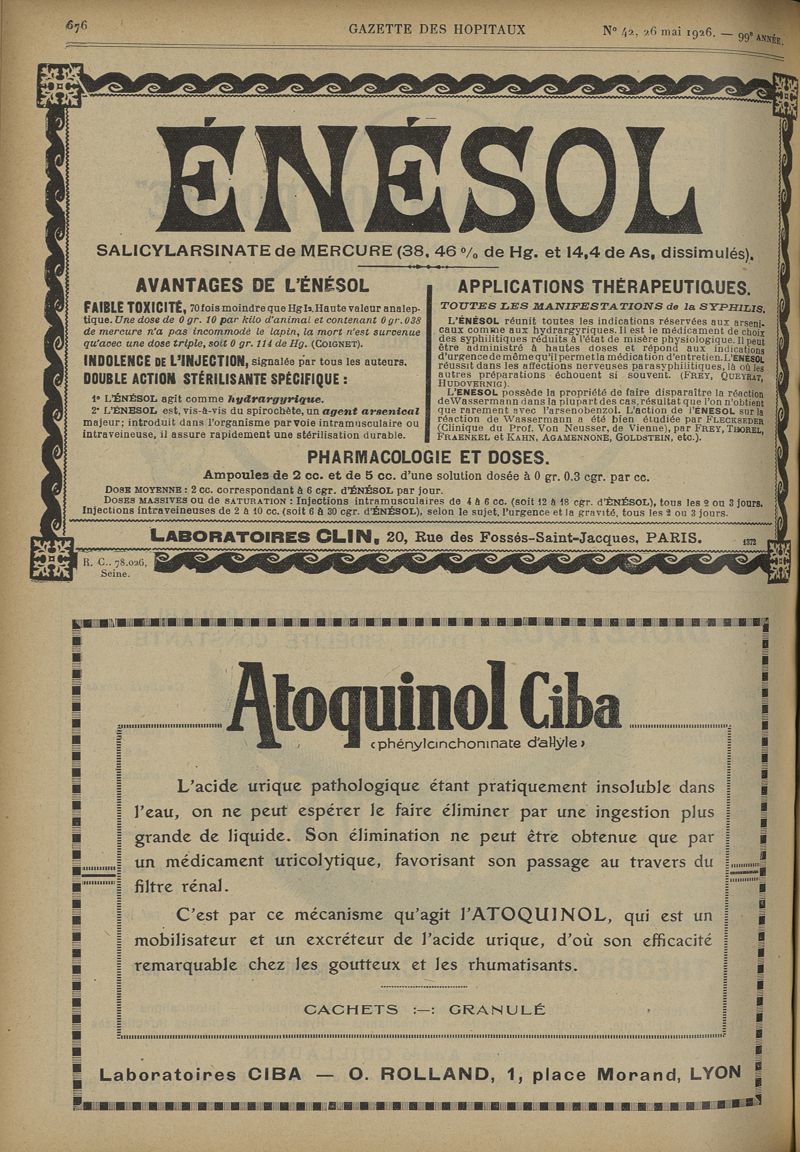 676
GAZETTE DES HOPITAUX
N° 42, 26 mai 1926. — 99e ANNÉE.
ÉNÉSOL
SALICYLARSINATE de MERCURE (38, 46 % de Hg. et 14,4 de As, dissimulés).
AVANTAGES DE L'ÉNÉSOL
FAIBLE TOXICITÉ, 70 fois moindre que Hg I2. Haute valeur analep-
tique. Une dose de 0 gr. 10 par kilo d'animal et contenant 0 gr. 038
de mercure n'a pas incommodé le lapin, la mort n'est survenue
qu'avec une dose triple, soit 0 gr. 114 de Hg. (COIGNET).
INDOLENCE DE L'INJECTION, signalée par tous les auteurs.
DOUBLE ACTION STÉRILISANTE SPÉCIFIQUE :
1° L'ÉNÉSOL agit comme hydrargyrique.
2° L'ÉNÉSOL est, vis-à-vis du spirochète, un agent arsenical
majeur; introduit dans l'organisme par voie intramusculaire ou
intraveineuse, il assure rapidement une stérilisation durable.
APPLICATIONS THÉRAPEUTIQUES.
TOUTES LES MANIFESTATIONS de la SYPHILIS.
L'ÉNÉSOL réunit toutes les indications réservées aux arseni-
caux comme aux hydrargyriques. Il est le médicament de choix
des syphilitiques réduits à l'état de misère physiologique. Il peut
être administré à hautes doses et répond aux indications
d'urgence de même qu'il permet la médication d'entretien. L'ÉNÉSOL
réussit dans les affections nerveuses parasyphilitiques, là où les
autres préparations échouent si souvent. (FREY, QUEYRAT,
HUDOVERNIG).
L'ÉNÉSOL possède la propriété de faire disparaître la réaction
de Wassermann dans la plupart des cas, résultat que l'on n'obtient
que rarement avec l'arsenobenzol. L'action de l'ÉNÉSOL sur la
réaction de Wassermann a été bien étudiée par FLECKSEDER
(Clinique du Prof. Von Neusser, de Vienne), par FREY, THOREL,
FRAENKEL et KAHN, AGAMENNONE, GOLDSTEIN, etc.).
PHARMACOLOGIE ET DOSES.
Ampoules de 2 cc. et de 5 cc. d'une solution dosée à 0 gr. 0.3 cgr. par cc.
DOSE MOYENNE : 2 cc. correspondant à 6 cgr. d'ÉNÉSOL par jour.
DOSES MASSIVES ou de SATURATION : Injections intramusculaires de 4 à 6 cc. (soit 12 à 18 cgr. d'ÉNÉSOL), tous les 2 ou 3 jours.
Injections intraveineuses de 2 à 10 cc. (soit 6 à 30 cgr. d'ÉNÉSOL), selon le sujet, l'urgence et la gravité, tous les 2 ou 3 jours.
LABORATOIRES CLIN, 20, Rue des Fossés-Saint-Jacques, PARIS.
1372
R. C.. 78.026,
Seine.
Atoquinol Ciba
(phénylcinchoninate d'allyle)
L'acide urique pathologique étant pratiquement insoluble dans
l'eau, on ne peut espérer le faire éliminer par une ingestion plus
grande de liquide. Son élimination ne peut être obtenue que par
un médicament uricolytique, favorisant son passage au travers du
filtre rénal.
C'est par ce mécanisme qu'agit l'ATOQUINOL, qui est un
mobilisateur et un excréteur de l'acide urique, d'où son efficacité
remarquable chez les goutteux et les rhumatisants.
CACHETS :–: GRANULÉ
Laboratoires CIBA — O. ROLLAND, 1, place Morand, LYON